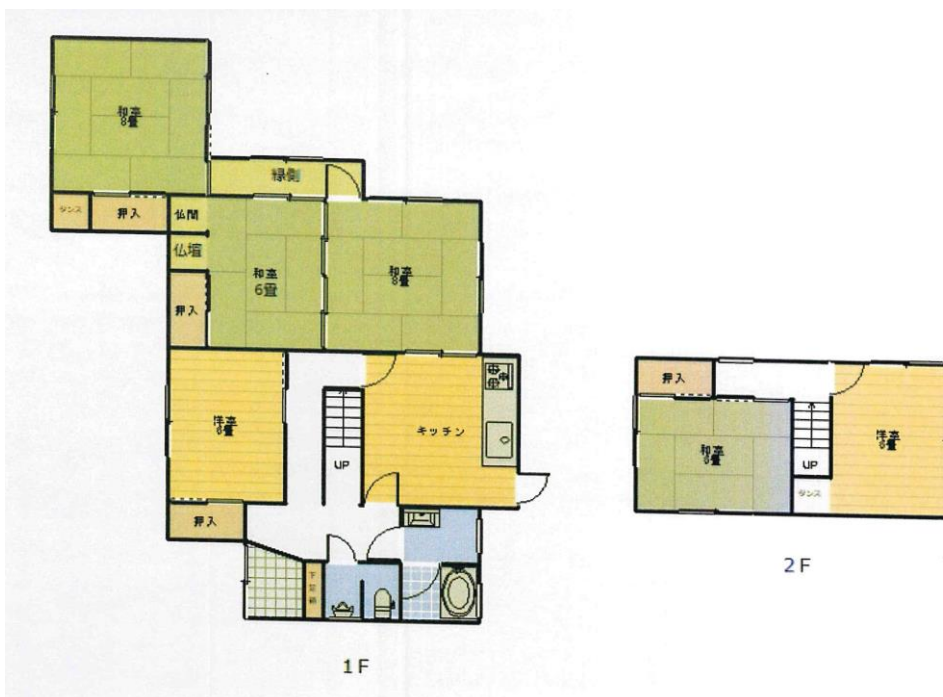 和室
8畳
縁側
タンス
押入
仏間
仏壇
和室
6畳
和室
8畳
押入
洋室
6畳
UP
キッチン
押入
下足箱
1F
押入
和室
6畳
UP
タンス
洋室
6畳
2F